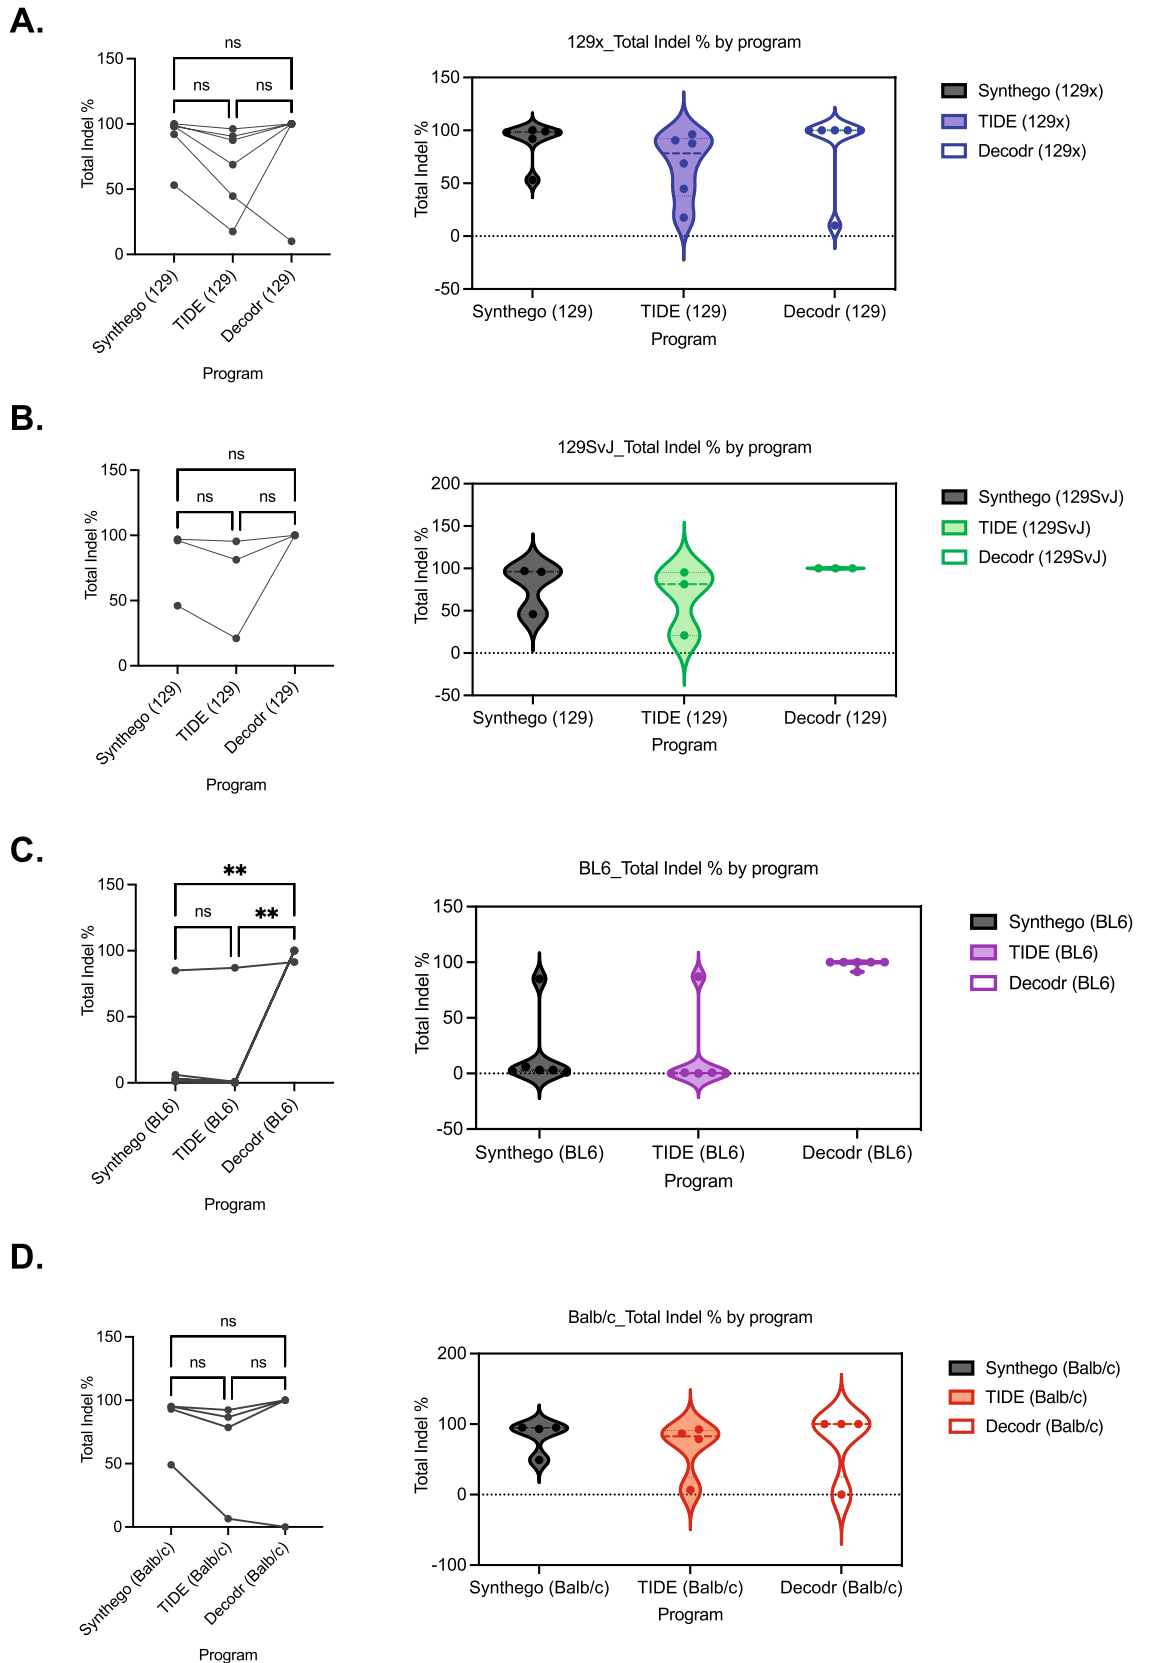 A.
ns
ns
ns
150
100
50
0
Total Indel %
Synthego (129)
TIDE (129)
Decodr (129)
Program
129x_Total Indel % by program
150
100
50
0
-50
Total Indel %
Synthego (129)
TIDE (129)
Decodr (129)
Program
Synthego (129x)
TIDE (129x)
Decodr (129x)
B.
ns
ns
ns
150
100
50
0
Total Indel %
Synthego (129)
TIDE (129)
Decodr (129)
Program
129SvJ_Total Indel % by program
200
150
100
50
0
-50
Total Indel %
Synthego (129)
TIDE (129)
Decodr (129)
Program
Synthego (129SvJ)
TIDE (129SvJ)
Decodr (129SvJ)
C.
**
ns
**
150
100
50
0
Total Indel %
Synthego (BL6)
TIDE (BL6)
Decodr (BL6)
Program
BL6_Total Indel % by program
150
100
50
0
-50
Total Indel %
Synthego (BL6)
TIDE (BL6)
Decodr (BL6)
Program
Synthego (BL6)
TIDE (BL6)
Decodr (BL6)
D.
ns
ns
ns
150
100
50
0
Total Indel %
Synthego (Balb/c)
TIDE (Balb/c)
Decodr (Balb/c)
Program
Balb/c_Total Indel % by program
200
100
0
-100
Total Indel %
Synthego (Balb/c)
TIDE (Balb/c)
Decodr (Balb/c)
Program
Synthego (Balb/c)
TIDE (Balb/c)
Decodr (Balb/c)